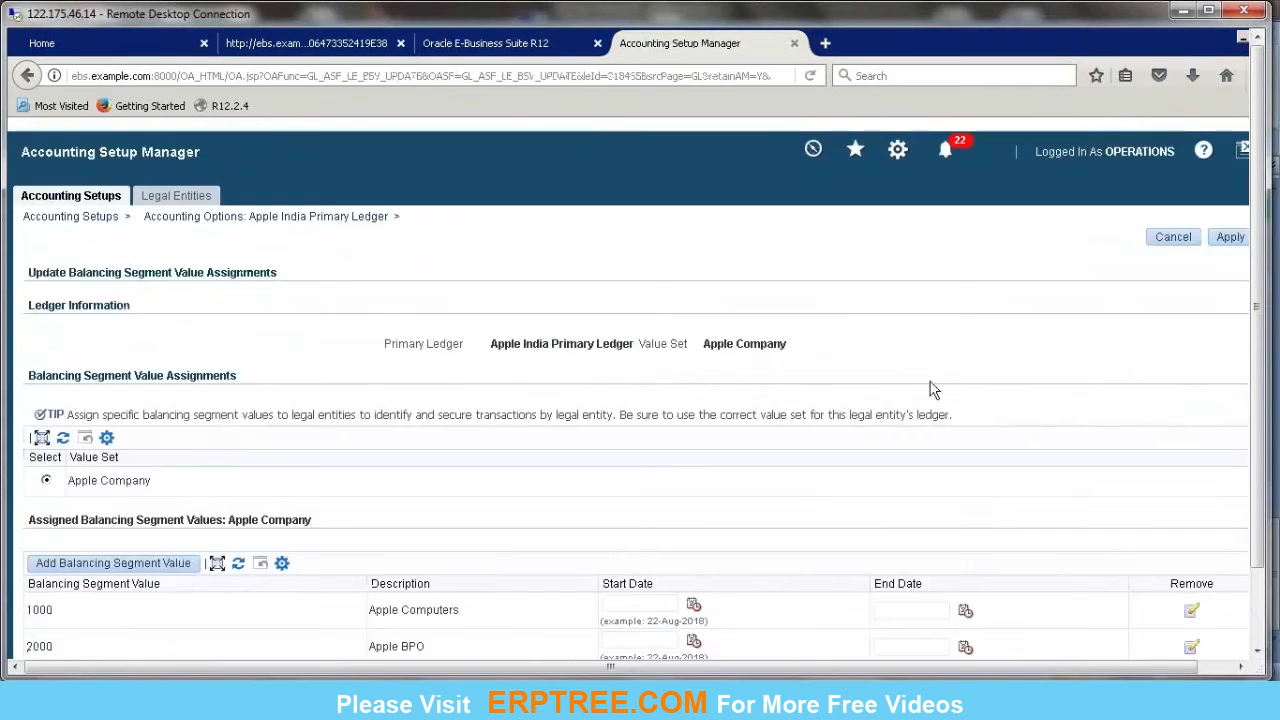 122.175.46.14 - Remote Desktop Connection
Home
http://ebs.exam...06473352419E38
Oracle E-Business Suite R12
Accounting Setup Manager
Search
Most Visited
Getting Started
R12.2.4
Accounting Setup Manager
22
Logged In As OPERATIONS
Accounting Setups
Legal Entities
Accounting Setups > Accounting Options: Apple India Primary Ledger >
Cancel
Apply
Update Balancing Segment Value Assignments
Ledger Information
Primary Ledger Apple India Primary Ledger Value Set Apple Company
Balancing Segment Value Assignments
TIP Assign specific balancing segment values to legal entities to identify and secure transactions by legal entity. Be sure to use the correct value set for this legal entity's ledger.
Select Value Set
Apple Company
Assigned Balancing Segment Values: Apple Company
Add Balancing Segment Value
Balancing Segment Value Description Start Date End Date Remove
1000 Apple Computers
(example: 22-Aug-2018)
2000 Apple BPO
(example: 22-Aug-2018)
Please Visit ERPTREE.COM For More Free Videos